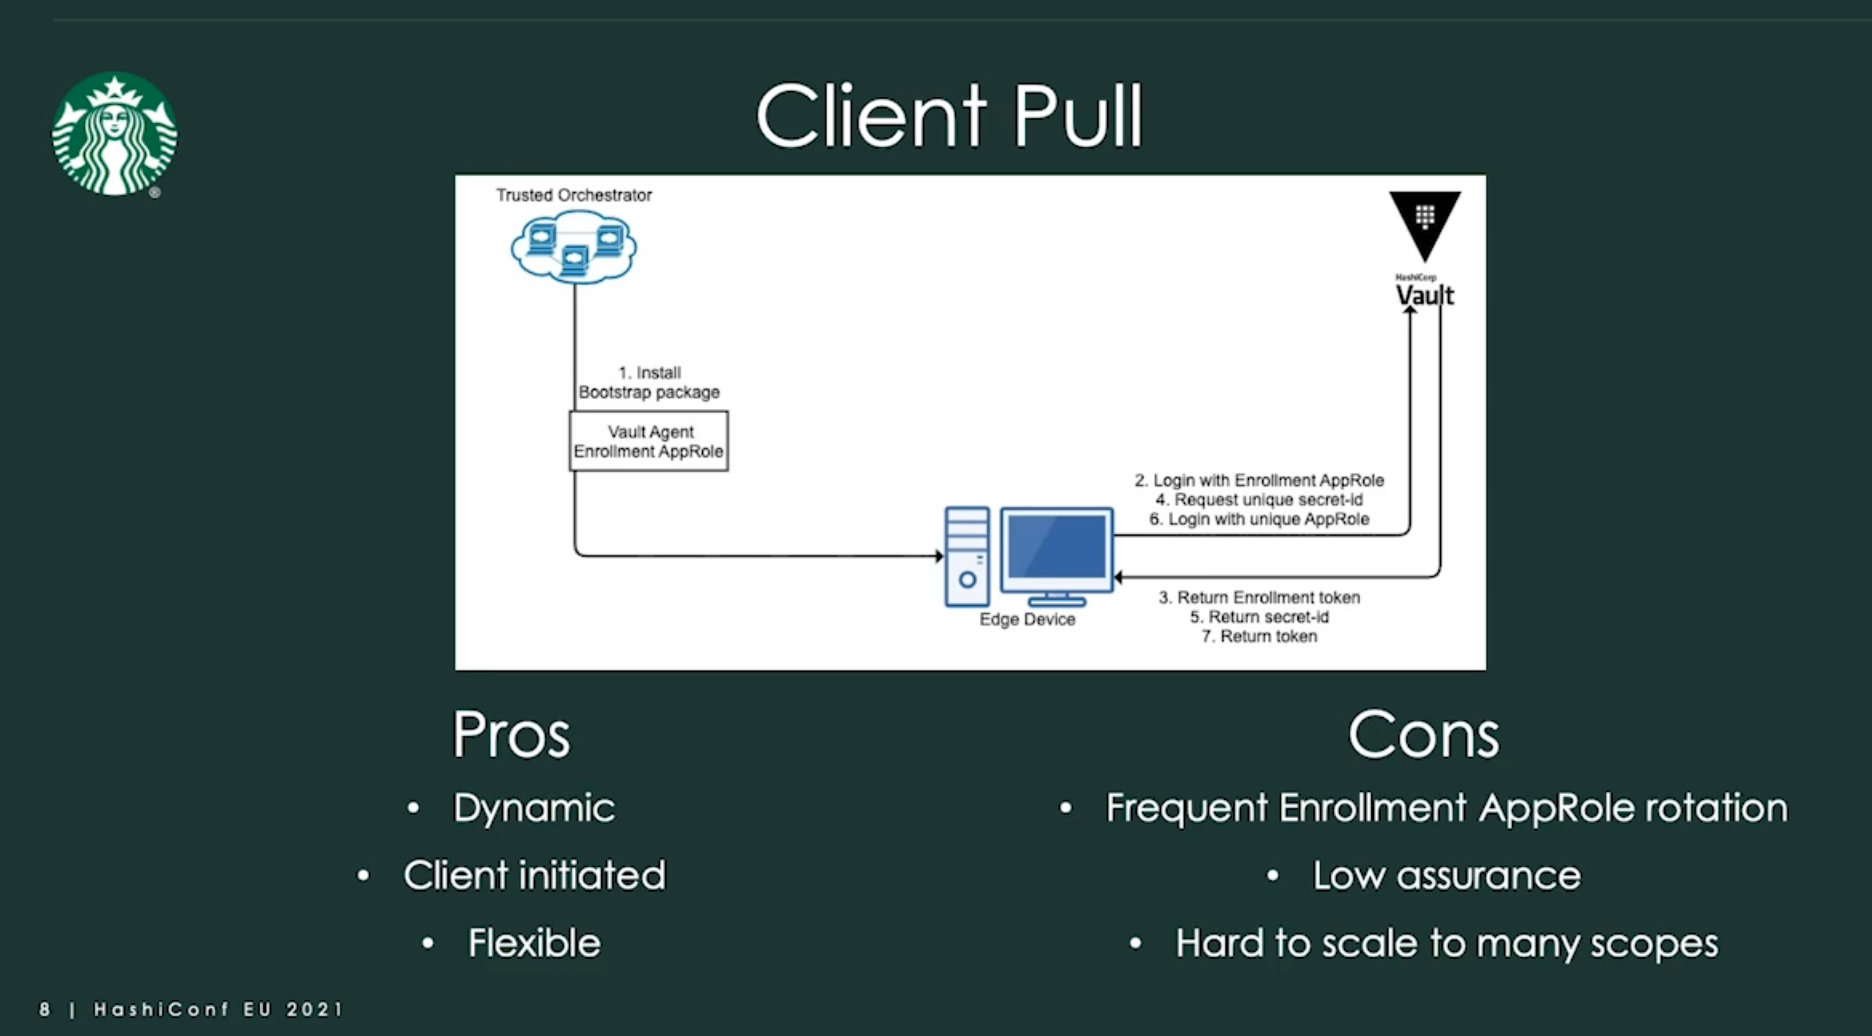 Client Pull
Trusted Orchestrator
HashiCorp
Vault
1. Install
Bootstrap package
Vault Agent
Enrollment AppRole
2. Login with Enrollment AppRole
4. Request unique secret-id
6. Login with unique AppRole
Edge Device
3. Return Enrollment token
5. Return secret-id
7. Return token
Pros
• Dynamic
• Client initiated
• Flexible
Cons
• Frequent Enrollment AppRole rotation
• Low assurance
• Hard to scale to many scopes
®
8 | HashiConf EU 2021